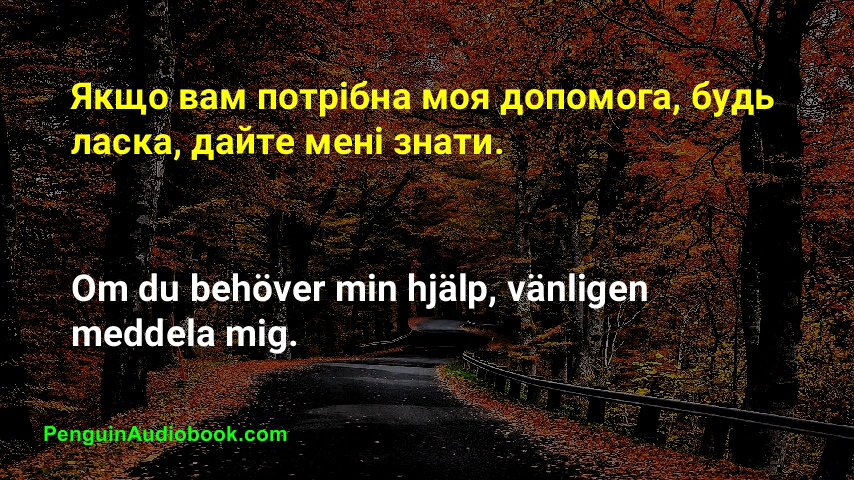 Якщо вам потрібна моя допомога, будь
ласка, дайте мені знати.
Om du behöver min hjälp, vänligen
meddela mig.
PenguinAudiobook.com